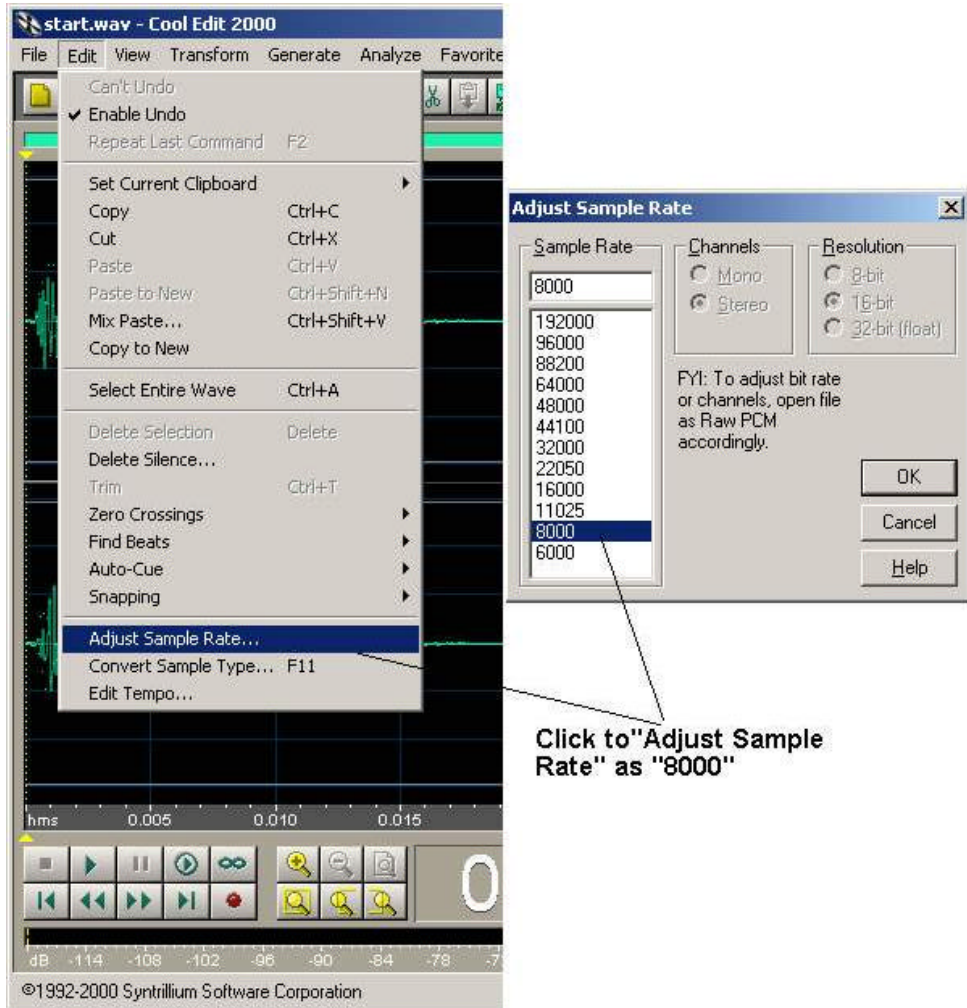 start.wav - Cool Edit 2000
File Edit View Transform Generate Analyze Favorite
Can't Undo
Enable Undo
Repeat Last Command F2
Set Current Clipboard
Copy Ctrl+C
Cut Ctrl+X
Paste Ctrl+V
Paste to New Ctrl+Shift+N
Mix Paste... Ctrl+Shift+V
Copy to New
Select Entire Wave Ctrl+A
Delete Selection Delete
Delete Silence...
Trim Ctrl+T
Zero Crossings
Find Beats
Auto-Cue
Snapping
Adjust Sample Rate...
Convert Sample Type... F11
Edit Tempo...
hms 0.005 0.010 0.015
0
dB -114 -108 -102 -96 -90 -84 -78
©1992-2000 Syntrillium Software Corporation
Adjust Sample Rate
Sample Rate
8000
192000
96000
88200
64000
48000
44100
32000
22050
16000
11025
8000
6000
Channels
Mono
Stereo
Resolution
8-bit
16-bit
32-bit (float)
FYI: To adjust bit rate
or channels, open file
as Raw PCM
accordingly.
OK
Cancel
Help
Click to"Adjust Sample
Rate" as "8000"